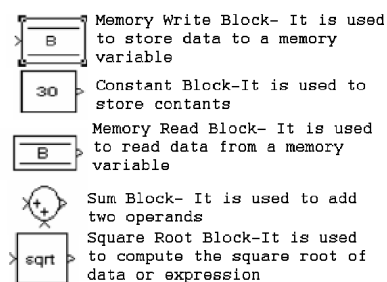 Memory Write Block- It is used
B
to store data to a memory
variable
30
Constant Block-It is used to
store contants
Memory Read Block- It is used
B
to read data from a memory
variable
++
Sum Block- It is used to add
two operands
Square Root Block-It is used
sqrt
to compute the square root of
data or expression